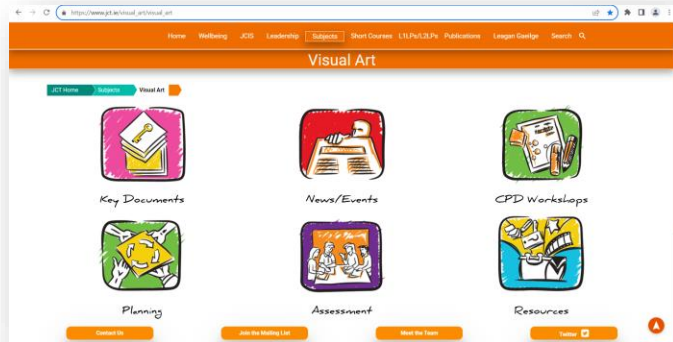 https://www.jct.ie/visual_art/visual_art
Home Wellbeing JCIS Leadership Subjects Short Courses L1LPs/L2LPs Publications Leagan Gaeilge Search
Visual Art
JCT Home Subjects Visual Art
Key Documents News/Events CPD Workshops
Planning Assessment Resources
Contact Us Join the Mailing List Meet the Team Twitter